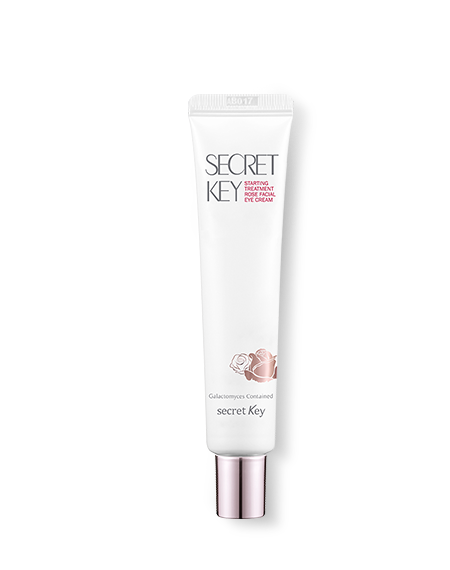 SECRET
KEY
STARTING
TREATMENT
ROSE FACIAL
EYE CREAM
Galactomyces Contained
secret Key